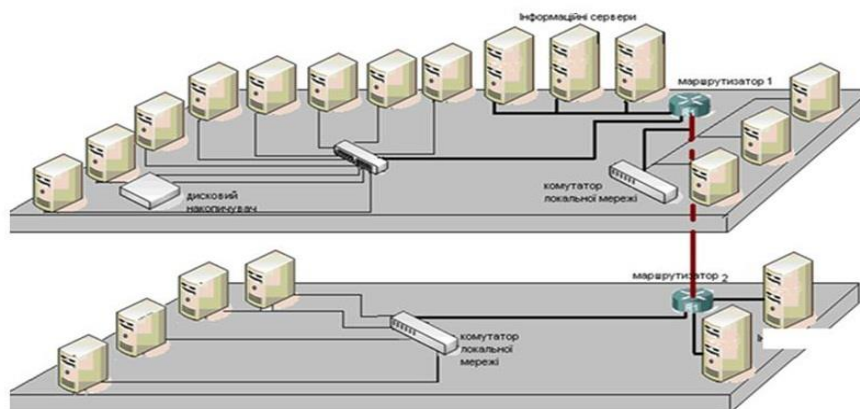 Інформаційні сервери
маршрутизатор 1
дисковий
накопичувач
комутатор
локальної мережі
маршрутизатор 2
комутатор
локальної
мережі